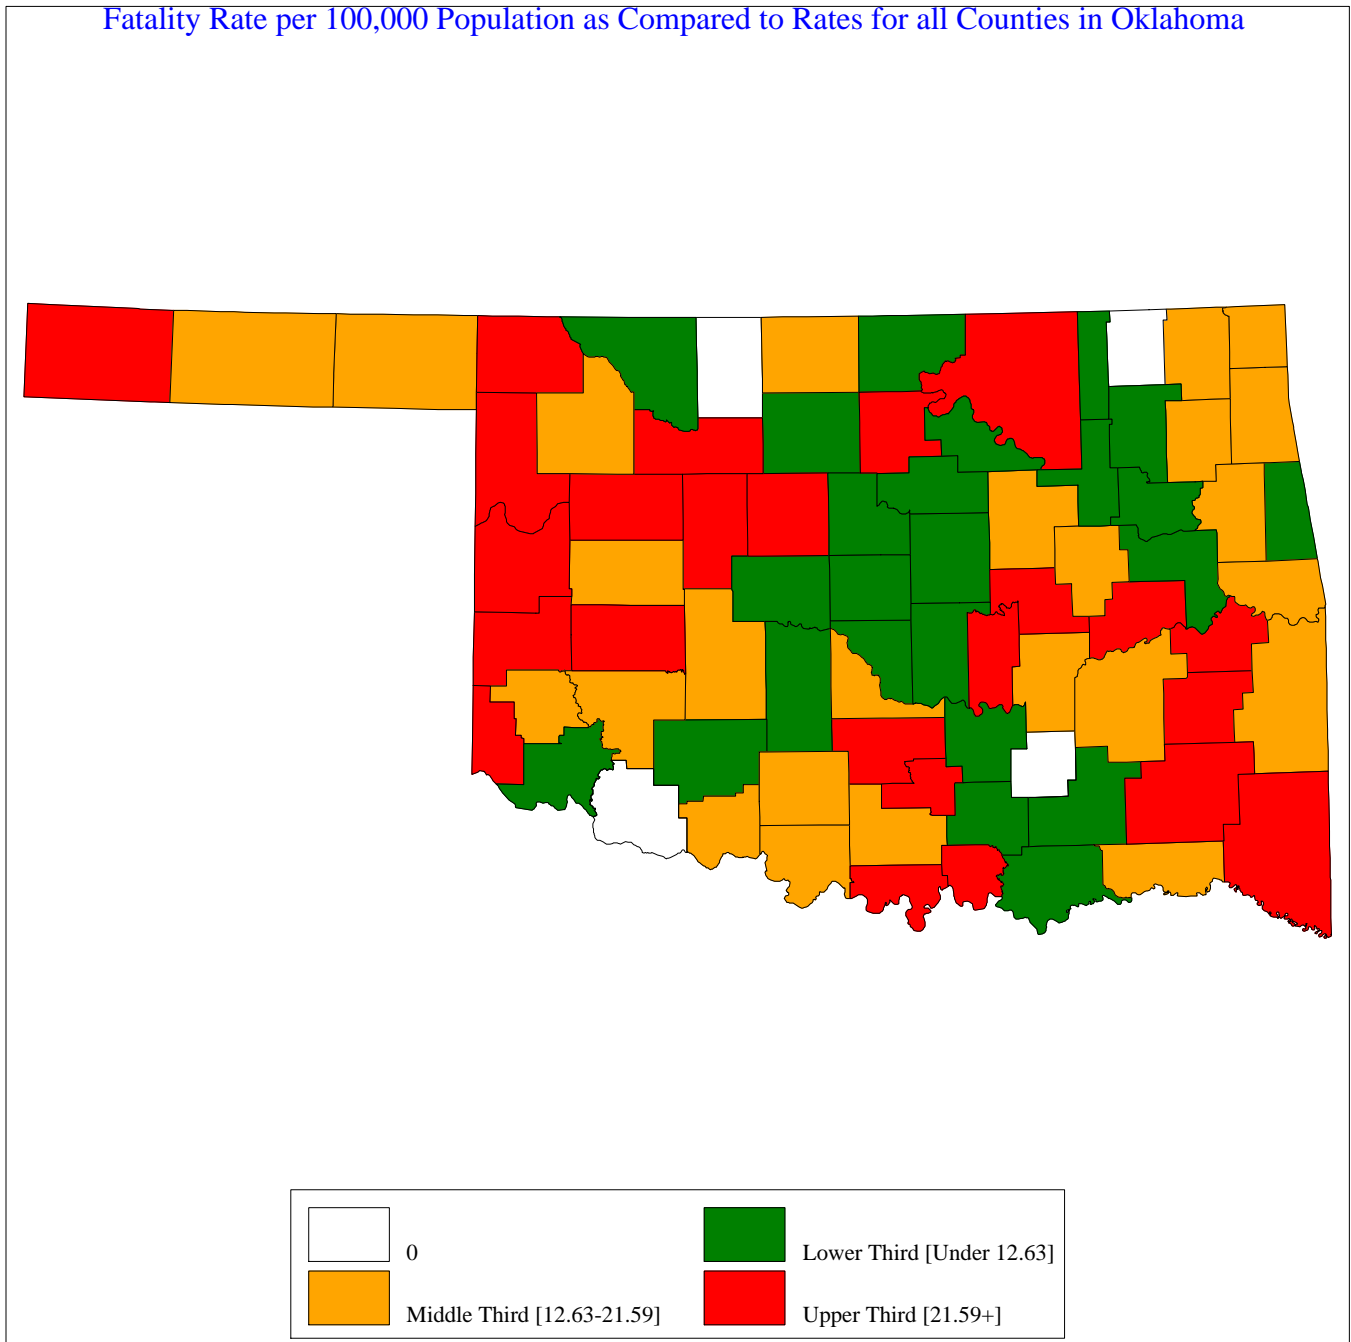 Fatality Rate per 100,000 Population as Compared to Rates for all Counties in Oklahoma
0
Lower Third [Under 12.63]
Middle Third [12.63-21.59]
Upper Third [21.59+]